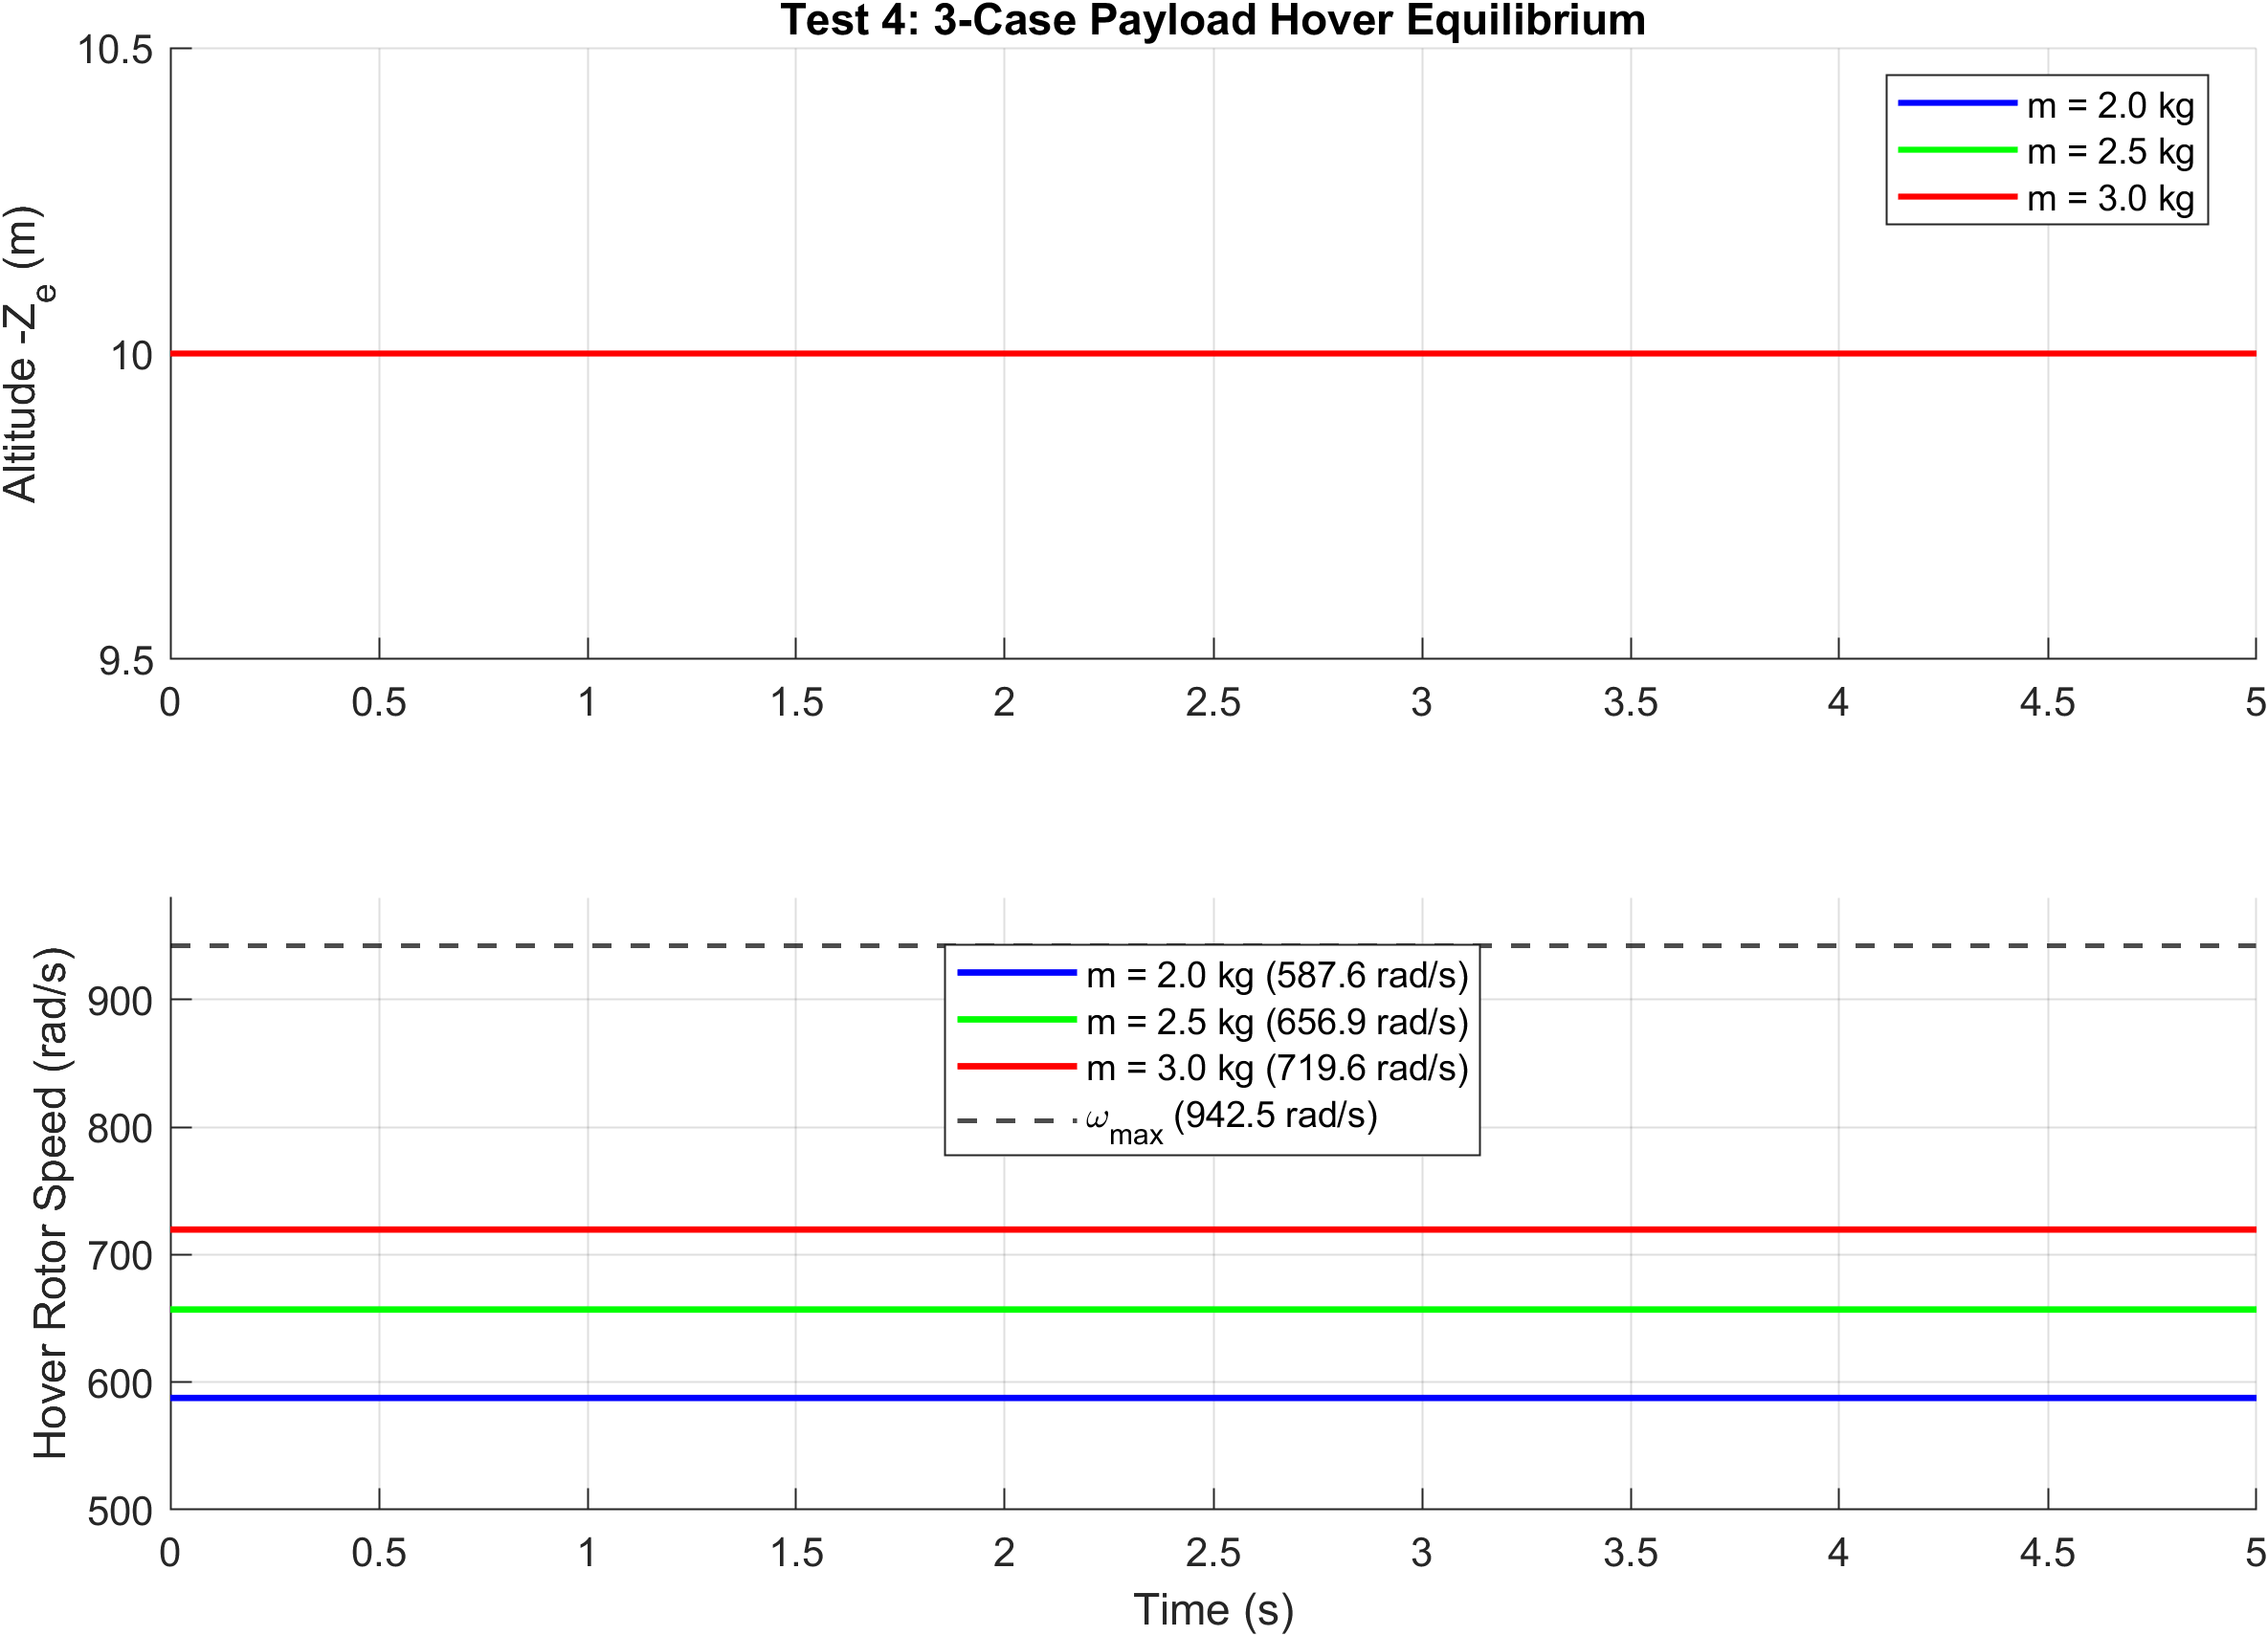 Test 4: 3-Case Payload Hover Equilibrium
10.5
10
9.5
Altitude -Z_e (m)
m = 2.0 kg
m = 2.5 kg
m = 3.0 kg
0 0.5 1 1.5 2 2.5 3 3.5 4 4.5 5
900
800
700
600
500
Hover Rotor Speed (rad/s)
m = 2.0 kg (587.6 rad/s)
m = 2.5 kg (656.9 rad/s)
m = 3.0 kg (719.6 rad/s)
ω_max (942.5 rad/s)
0 0.5 1 1.5 2 2.5 3 3.5 4 4.5 5
Time (s)